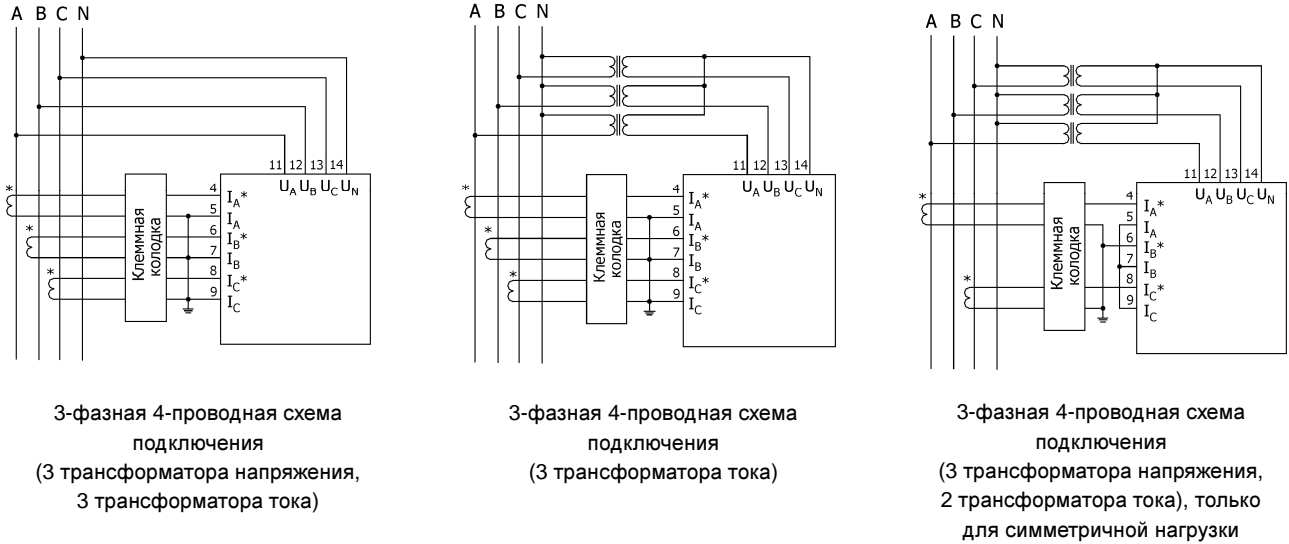 A B C N
11 12 13 14
U_A U_B U_C U_N
*
*
*
Клеммная
колодка
4
5
6
7
8
9
I_A*
I_A
I_B*
I_B
I_C*
I_C
3-фазная 4-проводная схема
подключения
(3 трансформатора напряжения,
3 трансформатора тока)
A B C N
11 12 13 14
U_A U_B U_C U_N
*
*
*
Клеммная
колодка
4
5
6
7
8
9
I_A*
I_A
I_B*
I_B
I_C*
I_C
3-фазная 4-проводная схема
подключения
(3 трансформатора тока)
A B C N
11 12 13 14
U_A U_B U_C U_N
*
*
Клеммная
колодка
4
5
6
7
8
9
I_A*
I_A
I_B*
I_B
I_C*
I_C
3-фазная 4-проводная схема
подключения
(3 трансформатора напряжения,
2 трансформатора тока), только
для симметричной нагрузки